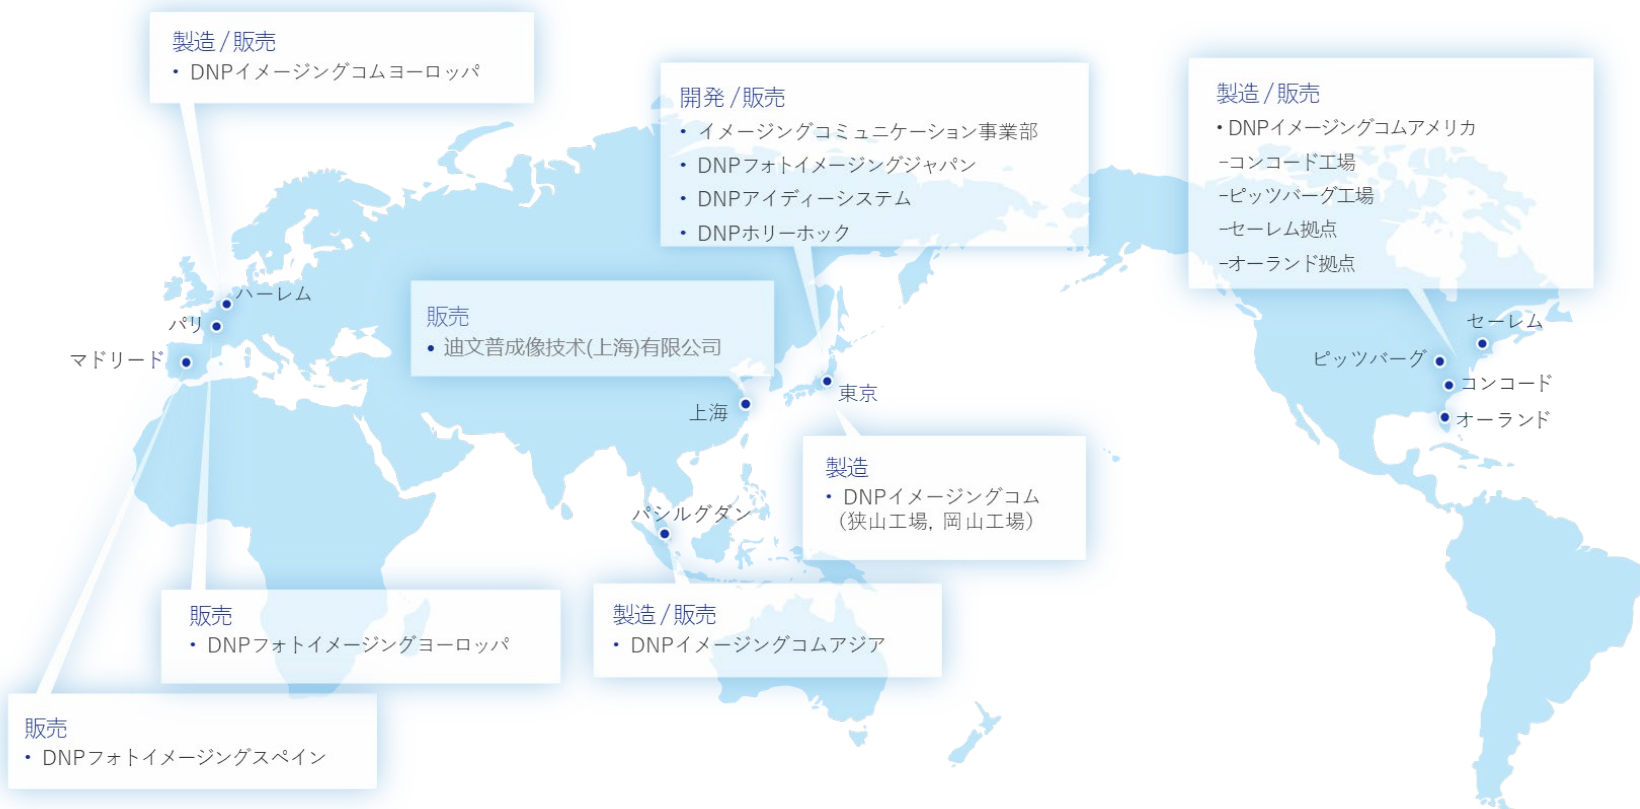 製造/販売
• DNPイメージングコムヨーロッパ
開発/販売
• イメージングコミュニケーション事業部
• DNPフォトイメージングジャパン
• DNPアイディーシステム
• DNPホリーホック
製造/販売
• DNPイメージングコムアメリカ
-コンコード工場
-ピッツバーグ工場
-セーレム拠点
-オーランド拠点
ハーレム
パリ
マドリード
販売
• 迪文普成像技术(上海)有限公司
上海
東京
セーレム
ピッツバーグ
コンコード
オーランド
製造
• DNPイメージングコム
(狭山工場, 岡山工場)
パシルグダン
販売
• DNPフォトイメージングヨーロッパ
製造/販売
• DNPイメージングコムアジア
販売
• DNPフォトイメージングスペイン